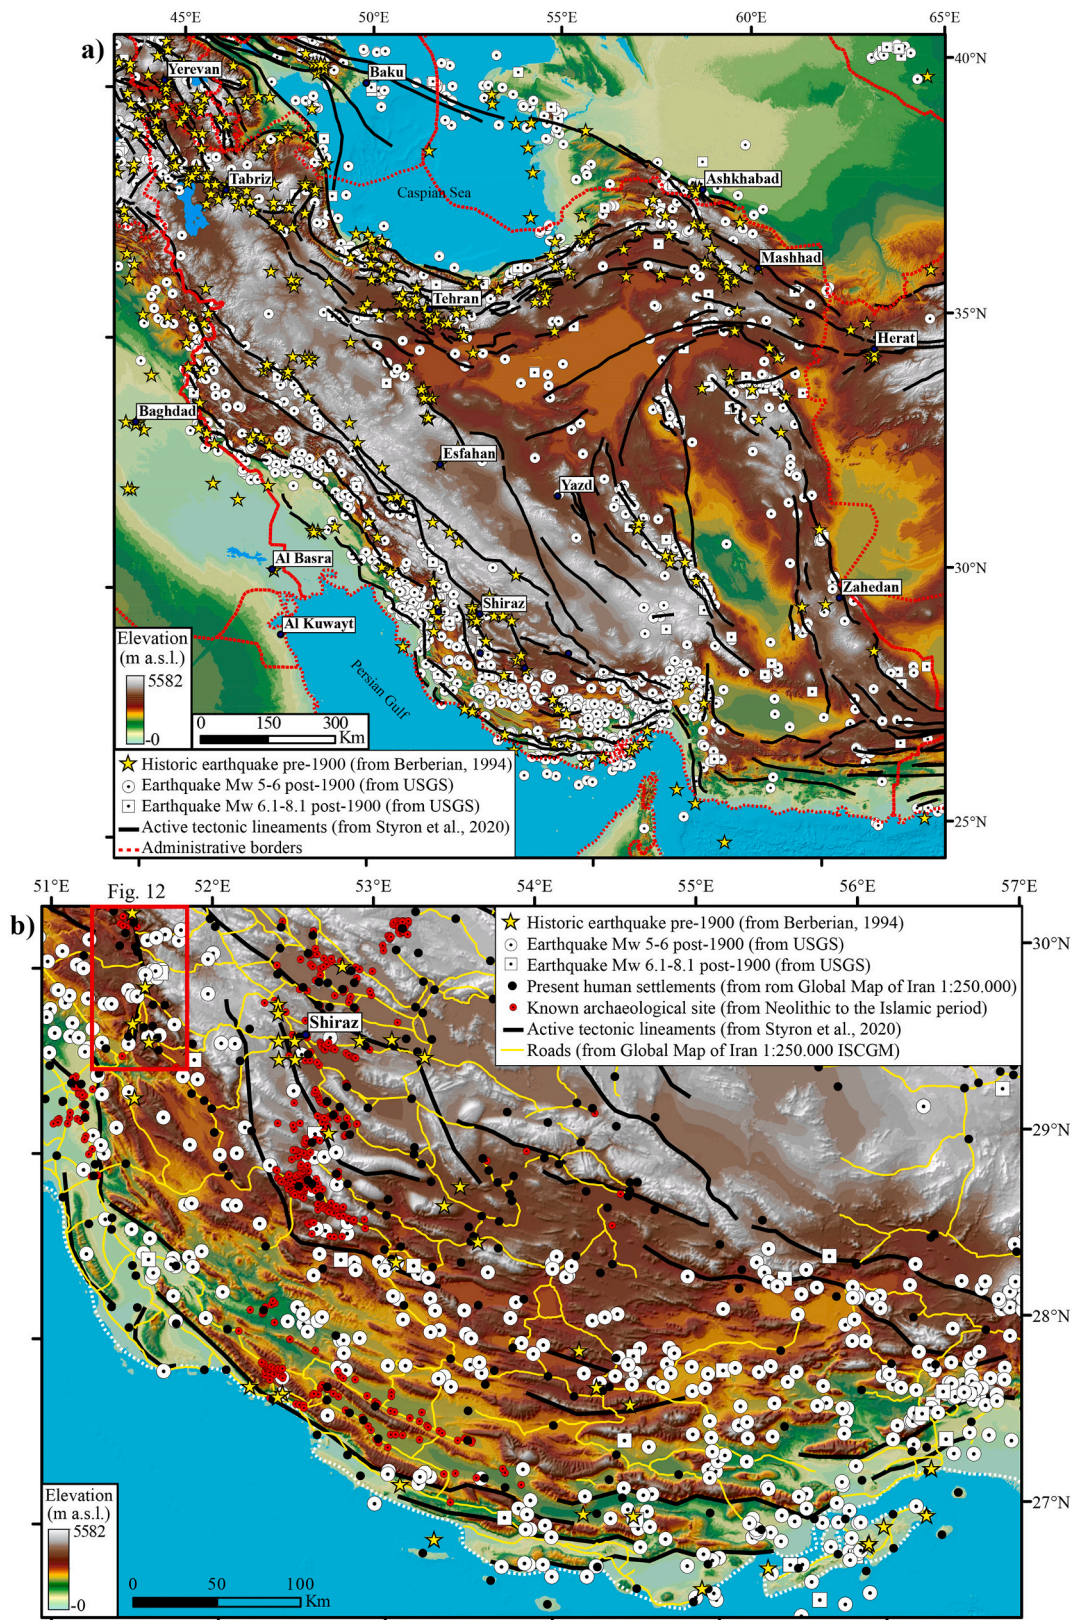 45°E 50°E 55°E 60°E 65°E
a)
40°N
Yerevan
Baku
Tabriz
Caspian Sea
Ashkhabad
Mashhad
Tehran
35°N
Herat
Baghdad
Esfahan
Yazd
Al Basra
30°N
Zahedan
Shiraz
Al Kuwayt
Persian Gulf
Elevation
(m a.s.l.)
5582
-0
0 150 300
Km
25°N
Historic earthquake pre-1900 (from Berberian, 1994)
Earthquake Mw 5-6 post-1900 (from USGS)
Earthquake Mw 6.1-8.1 post-1900 (from USGS)
Active tectonic lineaments (from Styron et al., 2020)
Administrative borders
51°E 52°E 53°E 54°E 55°E 56°E 57°E
Fig. 12
b)
Historic earthquake pre-1900 (from Berberian, 1994)
Earthquake Mw 5-6 post-1900 (from USGS)
Earthquake Mw 6.1-8.1 post-1900 (from USGS)
Present human settlements (from rom Global Map of Iran 1:250.000)
Known archaeological site (from Neolithic to the Islamic period)
Active tectonic lineaments (from Styron et al., 2020)
Roads (from Global Map of Iran 1:250.000 ISCGM)
30°N
Shiraz
29°N
28°N
27°N
Elevation
(m a.s.l.)
5582
-0
0 50 100
Km